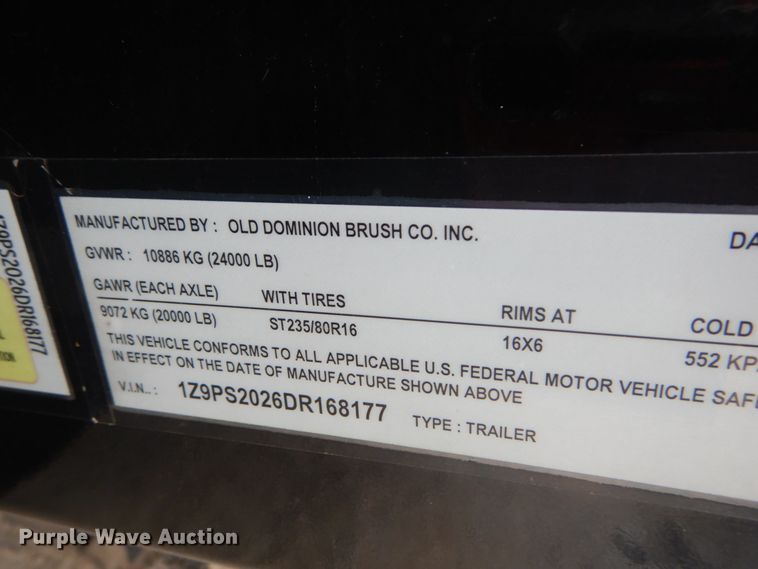 MANUFACTURED BY : OLD DOMINION BRUSH CO. INC.
DA
GVWR: 10886 KG (24000 LB)
GAWR (EACH AXLE) WITH TIRES RIMS AT COLD
9072 KG (20000 LB) ST235/80R16 16X6 552 KP
THIS VEHICLE CONFORMS TO ALL APPLICABLE U.S. FEDERAL MOTOR VEHICLE SAF
IN EFFECT ON THE DATE OF MANUFACTURE SHOWN ABOVE
V.I.N..: 1Z9PS2026DR168177 TYPE : TRAILER
1Z9PS2026DR168177
Purple Wave Auction